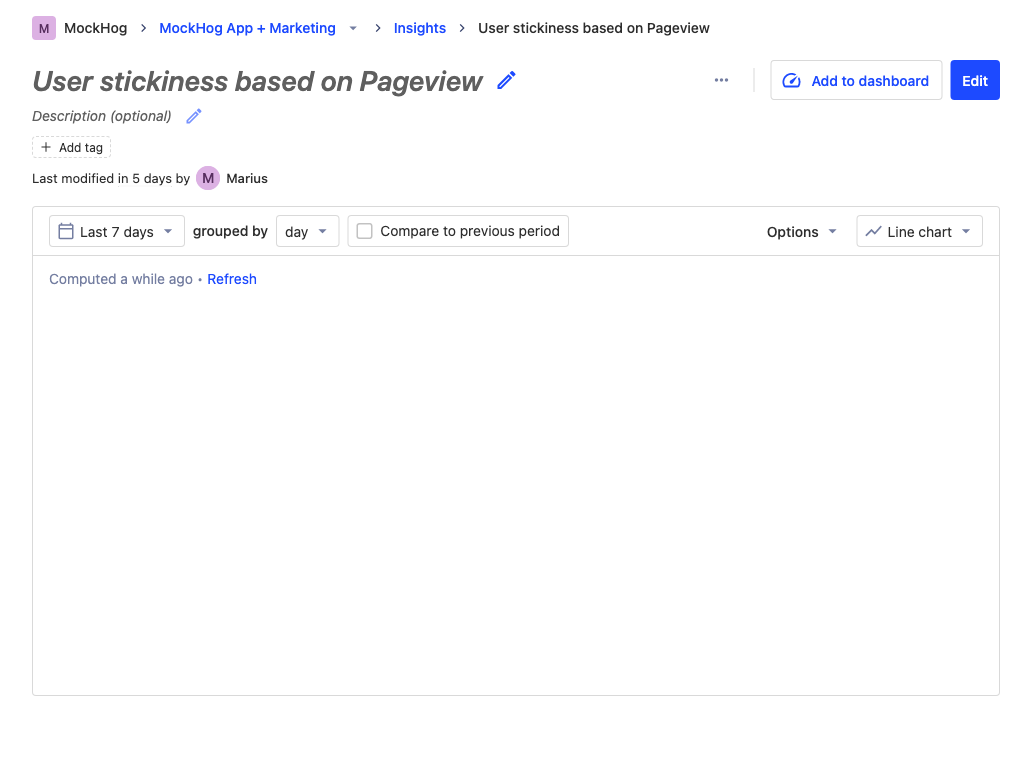 M MockHog MockHog App + Marketing Insights User stickiness based on Pageview
User stickiness based on Pageview
Add to dashboard Edit
Description (optional)
Add tag
Last modified in 5 days by M Marius
Last 7 days grouped by day Compare to previous period Options Line chart
Computed a while ago • Refresh